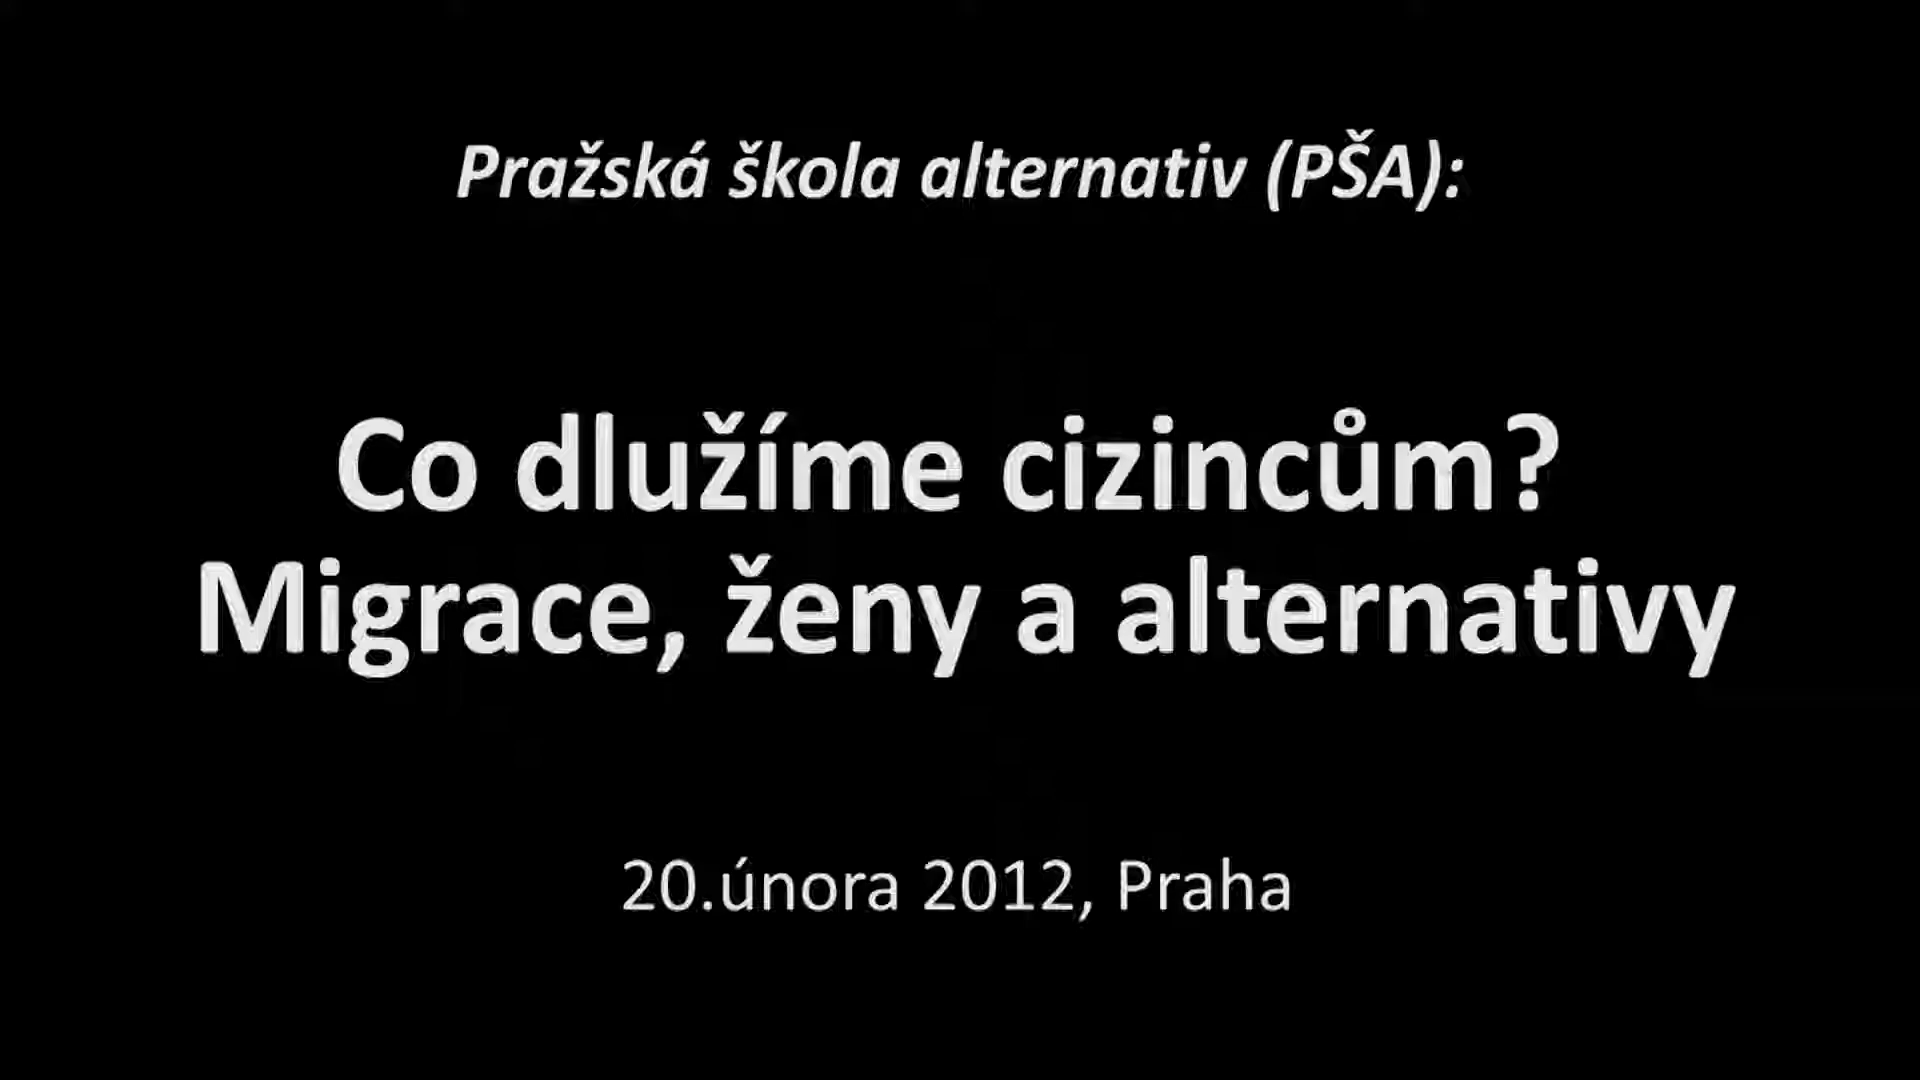 Pražská škola alternativ (PŠA):
Co dlužíme cizincům?
Migrace, ženy a alternativy
20.února 2012, Praha